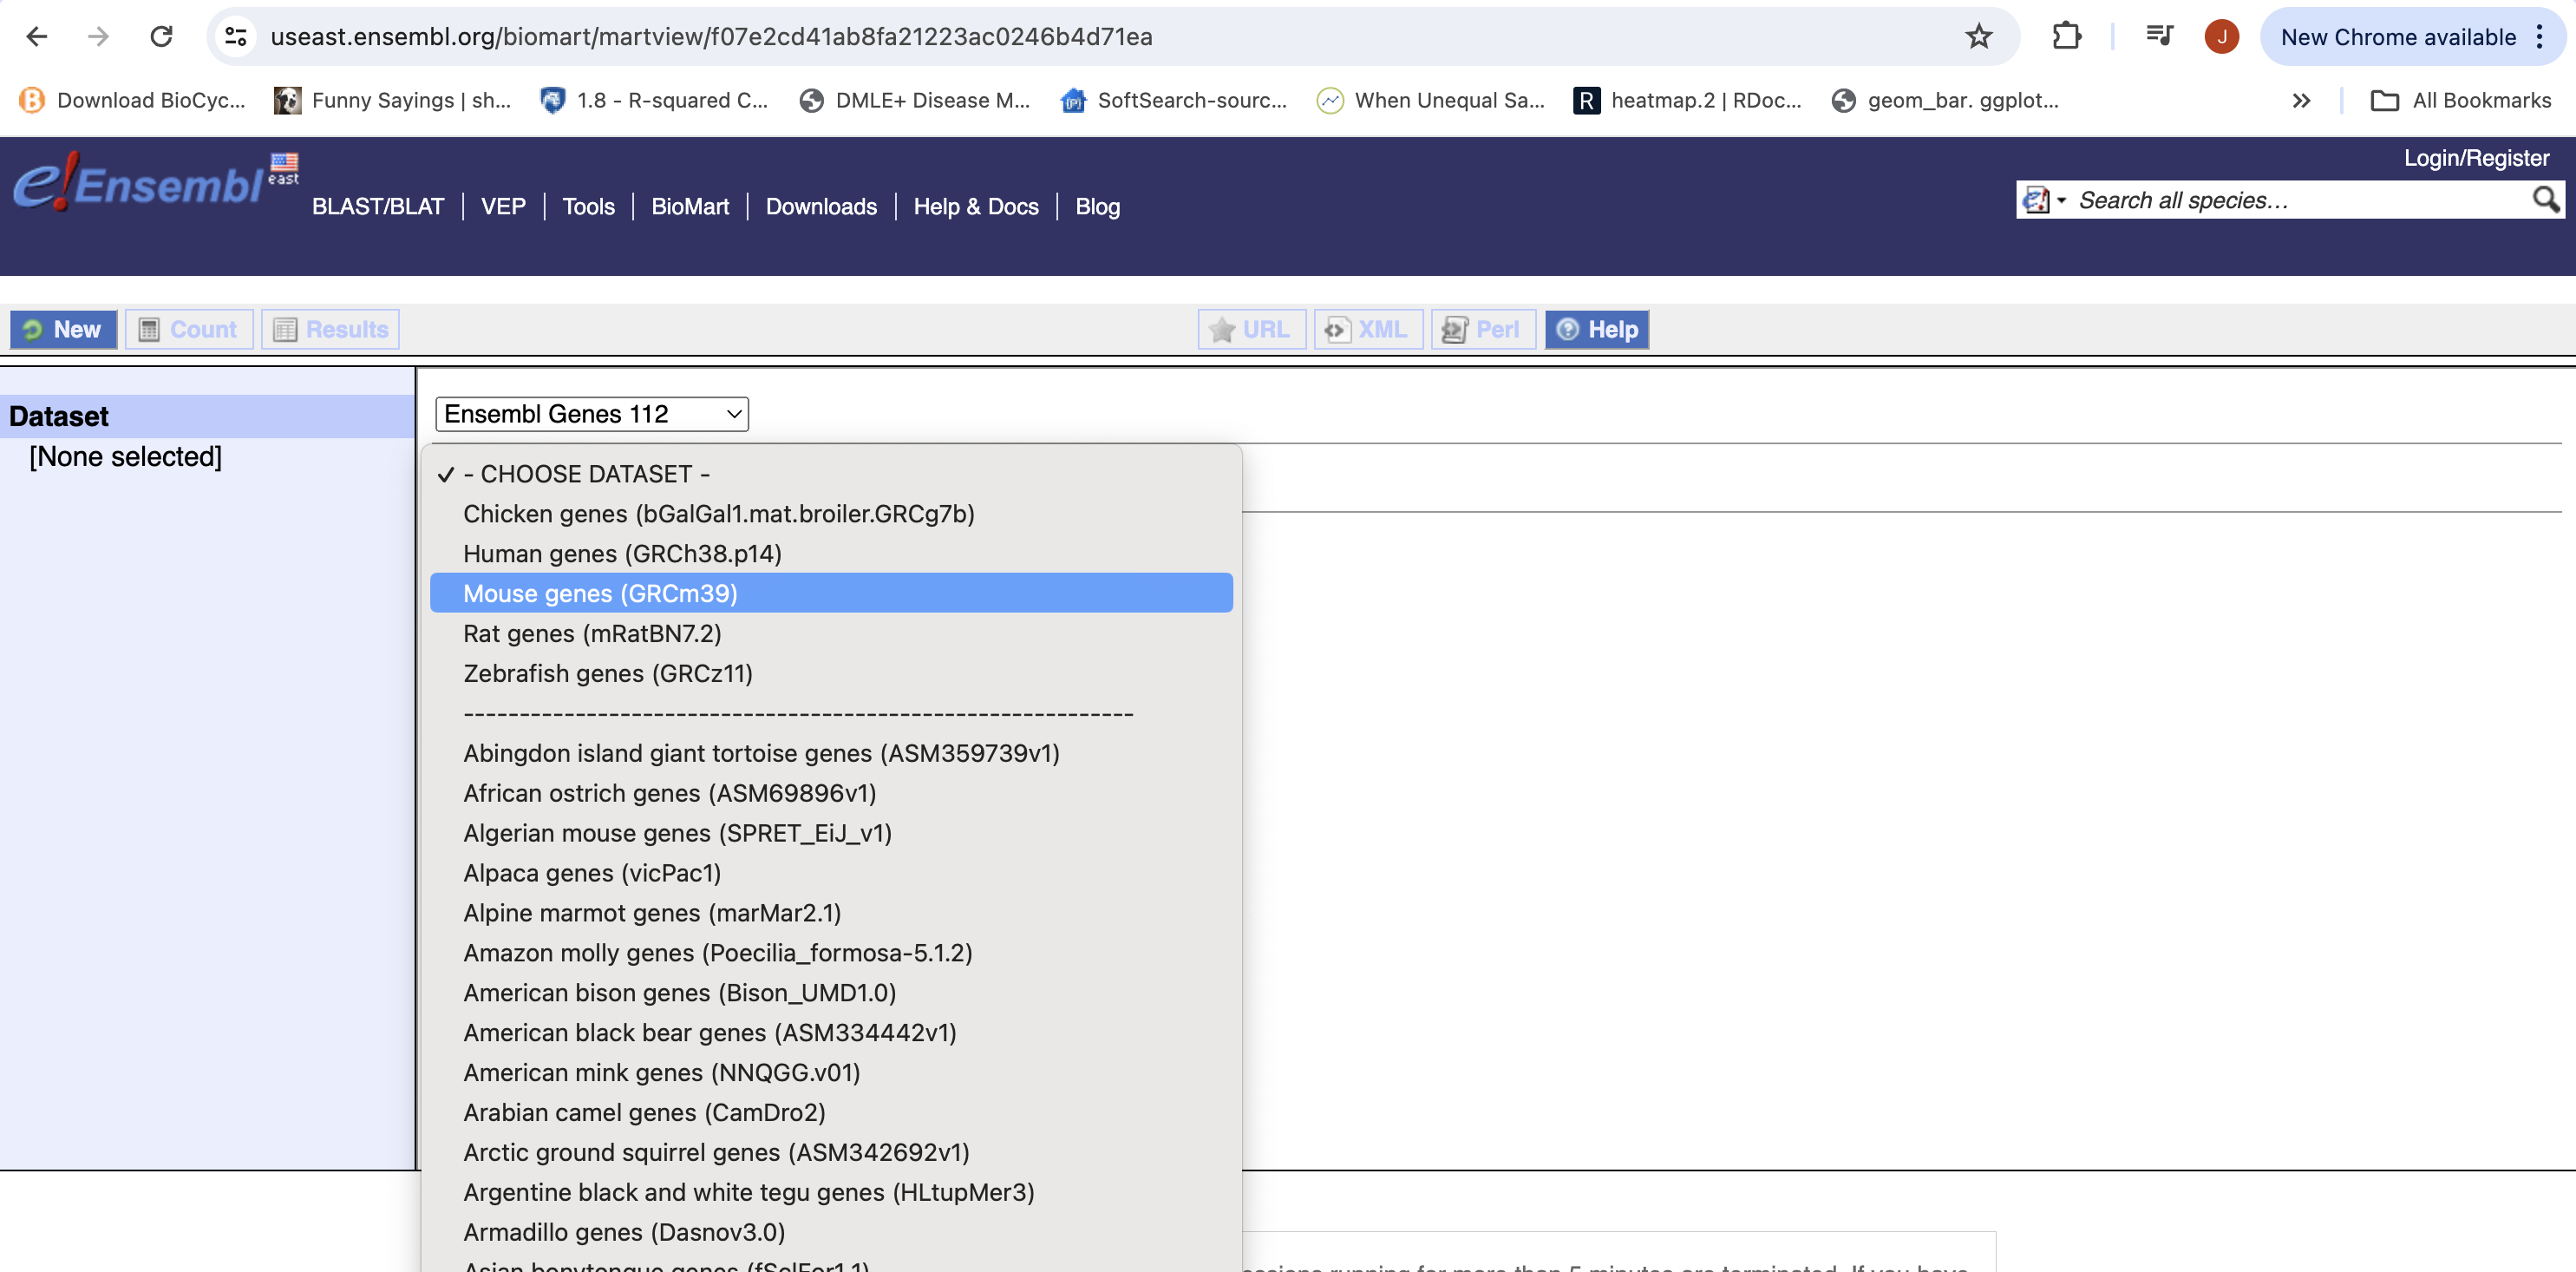 useast.ensembl.org/biomart/martview/f07e2cd41ab8fa21223ac0246b4d71ea
J
New Chrome available
Download BioCyc...
Funny Sayings | sh...
1.8 - R-squared C...
DMLE+ Disease M...
SoftSearch-sourc...
When Unequal Sa...
R
heatmap.2 | RDoc...
geom_bar. ggplot...
All Bookmarks
e!Ensembl
east
BLAST/BLAT | VEP | Tools | BioMart | Downloads | Help & Docs | Blog
Login/Register
Search all species...
New
Count
Results
URL
XML
Perl
Help
Dataset
[None selected]
Ensembl Genes 112
- CHOOSE DATASET -
Chicken genes (bGalGal1.mat.broiler.GRCg7b)
Human genes (GRCh38.p14)
Mouse genes (GRCm39)
Rat genes (mRatBN7.2)
Zebrafish genes (GRCz11)
------------------------------------------------------------
Abingdon island giant tortoise genes (ASM359739v1)
African ostrich genes (ASM69896v1)
Algerian mouse genes (SPRET_EiJ_v1)
Alpaca genes (vicPac1)
Alpine marmot genes (marMar2.1)
Amazon molly genes (Poecilia_formosa-5.1.2)
American bison genes (Bison_UMD1.0)
American black bear genes (ASM334442v1)
American mink genes (NNQGG.v01)
Arabian camel genes (CamDro2)
Arctic ground squirrel genes (ASM342692v1)
Argentine black and white tegu genes (HLtupMer3)
Armadillo genes (Dasnov3.0)
Asian bonytongue genes (fSclFor1.1)
running for more than 5 minutes are terminated. If you have